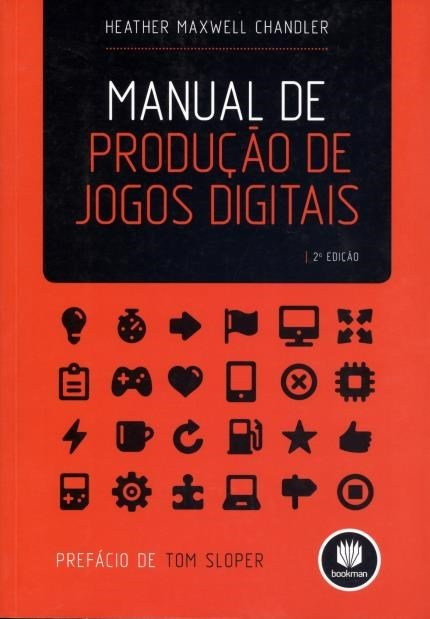 HEATHER MAXWELL CHANDLER
MANUAL DE
PRODUÇÃO DE
JOGOS DIGITAIS
| 2ª EDIÇÃO
PREFÁCIO DE TOM SLOPER
bookman